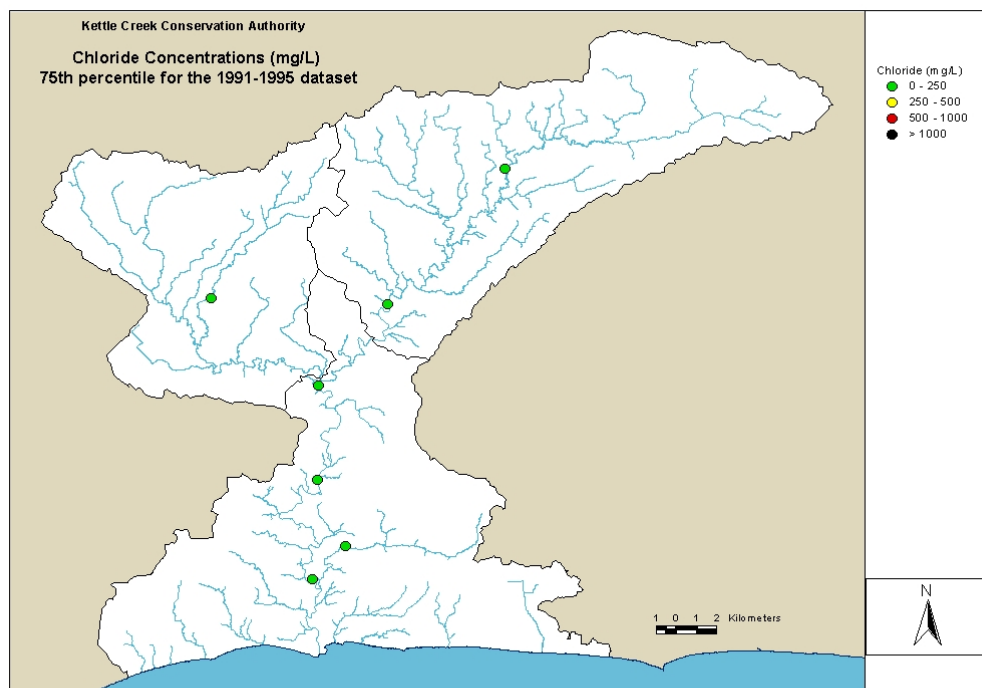 Kettle Creek Conservation Authority
Chloride Concentrations (mg/L)
75th percentile for the 1991-1995 dataset
Chloride (mg/L)
0 - 250
250 - 500
500 - 1000
> 1000
N
1 0 1 2 Kilometers